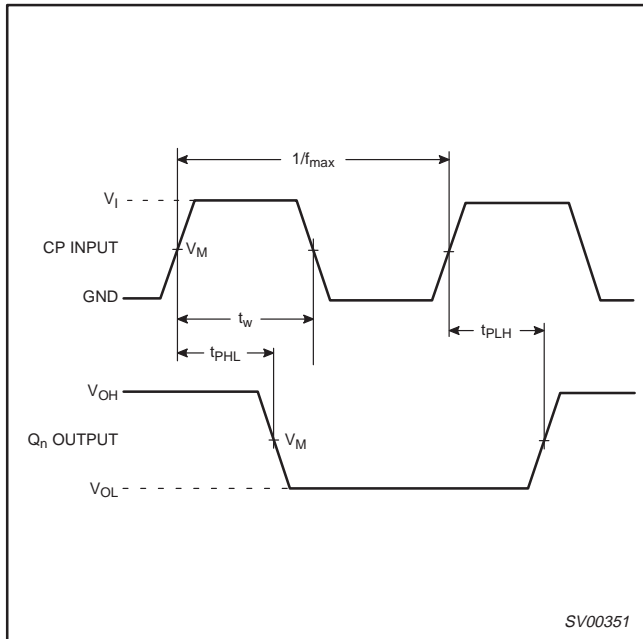 1/fmax
VI
CP INPUT
VM
GND
tw
tPHL
tPLH
VOH
Qn OUTPUT
VM
VOL
SV00351